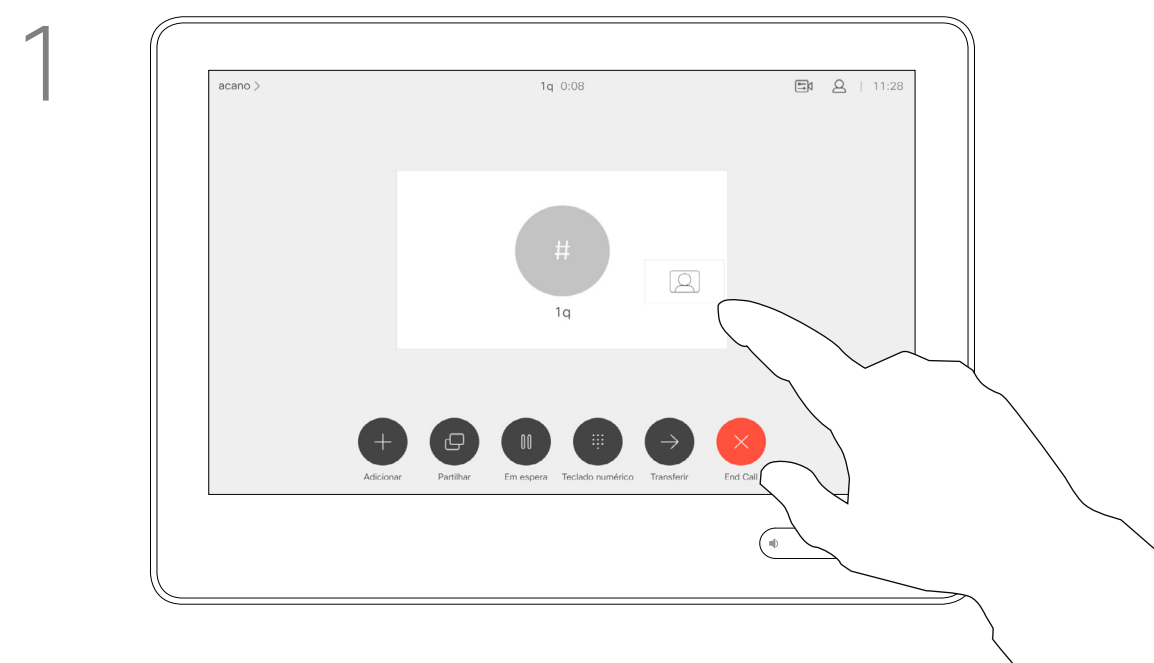 1
acano >
1q 0:08
| 11:28
#
1q
Adicionar
Partilhar
Em espera
Teclado numérico
Transferir
End Call